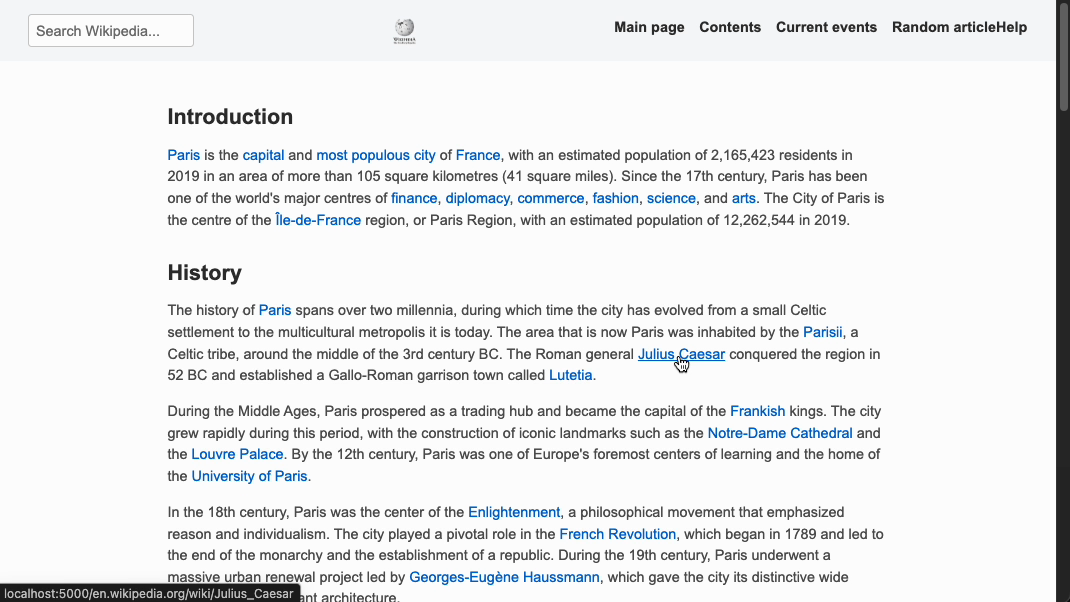 Search Wikipedia...
WIKIPEDIA
Main page Contents Current events Random articleHelp
Introduction
Paris is the capital and most populous city of France, with an estimated population of 2,165,423 residents in
2019 in an area of more than 105 square kilometres (41 square miles). Since the 17th century, Paris has been
one of the world's major centres of finance, diplomacy, commerce, fashion, science, and arts. The City of Paris is
the centre of the Île-de-France region, or Paris Region, with an estimated population of 12,262,544 in 2019.
History
The history of Paris spans over two millennia, during which time the city has evolved from a small Celtic
settlement to the multicultural metropolis it is today. The area that is now Paris was inhabited by the Parisii, a
Celtic tribe, around the middle of the 3rd century BC. The Roman general Julius Caesar conquered the region in
52 BC and established a Gallo-Roman garrison town called Lutetia.
During the Middle Ages, Paris prospered as a trading hub and became the capital of the Frankish kings. The city
grew rapidly during this period, with the construction of iconic landmarks such as the Notre-Dame Cathedral and
the Louvre Palace. By the 12th century, Paris was one of Europe's foremost centers of learning and the home of
the University of Paris.
In the 18th century, Paris was the center of the Enlightenment, a philosophical movement that emphasized
reason and individualism. The city played a pivotal role in the French Revolution, which began in 1789 and led to
the end of the monarchy and the establishment of a republic. During the 19th century, Paris underwent a
massive urban renewal project led by Georges-Eugène Haussmann, which gave the city its distinctive wide
architecture.
localhost:5000/en.wikipedia.org/wiki/Julius_Caesar